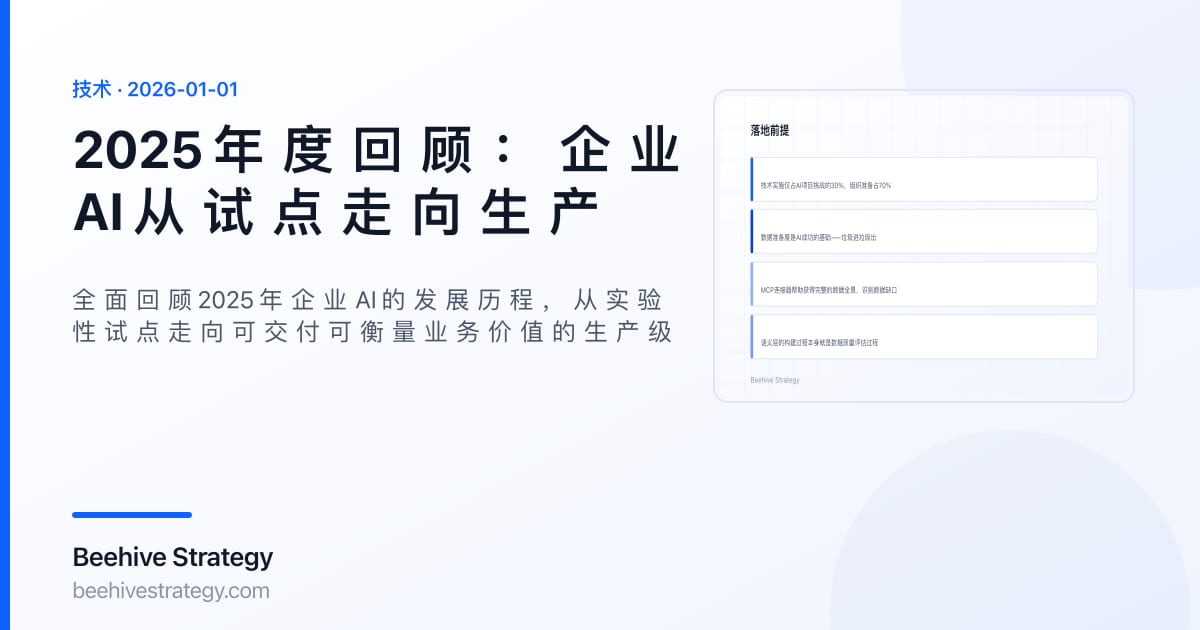 技术 · 2026-01-01
2025年度回顾：企业
AI从试点走向生产
全面回顾2025年企业AI的发展历程，从实验
性试点走向可交付可衡量业务价值的生产级
落地前提
技术实施仅占AI项目挑战的30%，组织准备占70%
数据准备度是AI成功的基础——垃圾进垃圾出
MCP连接器帮助获得完整的数据全景，识别数据缺口
语义层的构建过程本身就是数据质量评估过程
Beehive Strategy
Beehive Strategy
beehivestrategy.com